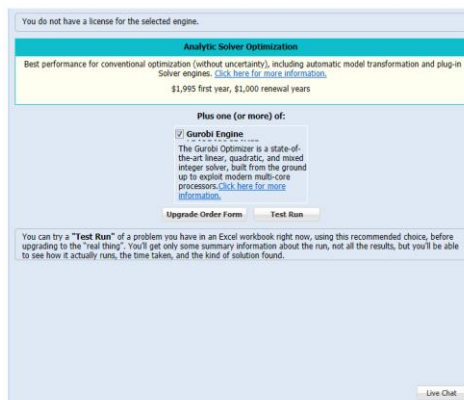 You do not have a license for the selected engine.
Analytic Solver Optimization
Best performance for conventional optimization (without uncertainty), including automatic model transformation and plug-in
Solver engines. Click here for more information.
$1,995 first year, $1,000 renewal years
Plus one (or more) of:
Gurobi Engine
The Gurobi Optimizer is a state-of-
the-art linear, quadratic, and mixed
integer solver, built from the ground
up to exploit modern multi-core
processors.Click here for more
information.
Upgrade Order Form Test Run
You can try a "Test Run" of a problem you have in an Excel workbook right now, using this recommended choice, before
upgrading to the "real thing". You'll get only some summary information about the run, not all the results, but you'll be able
to see how it actually runs, the time taken, and the kind of solution found.
Live Chat